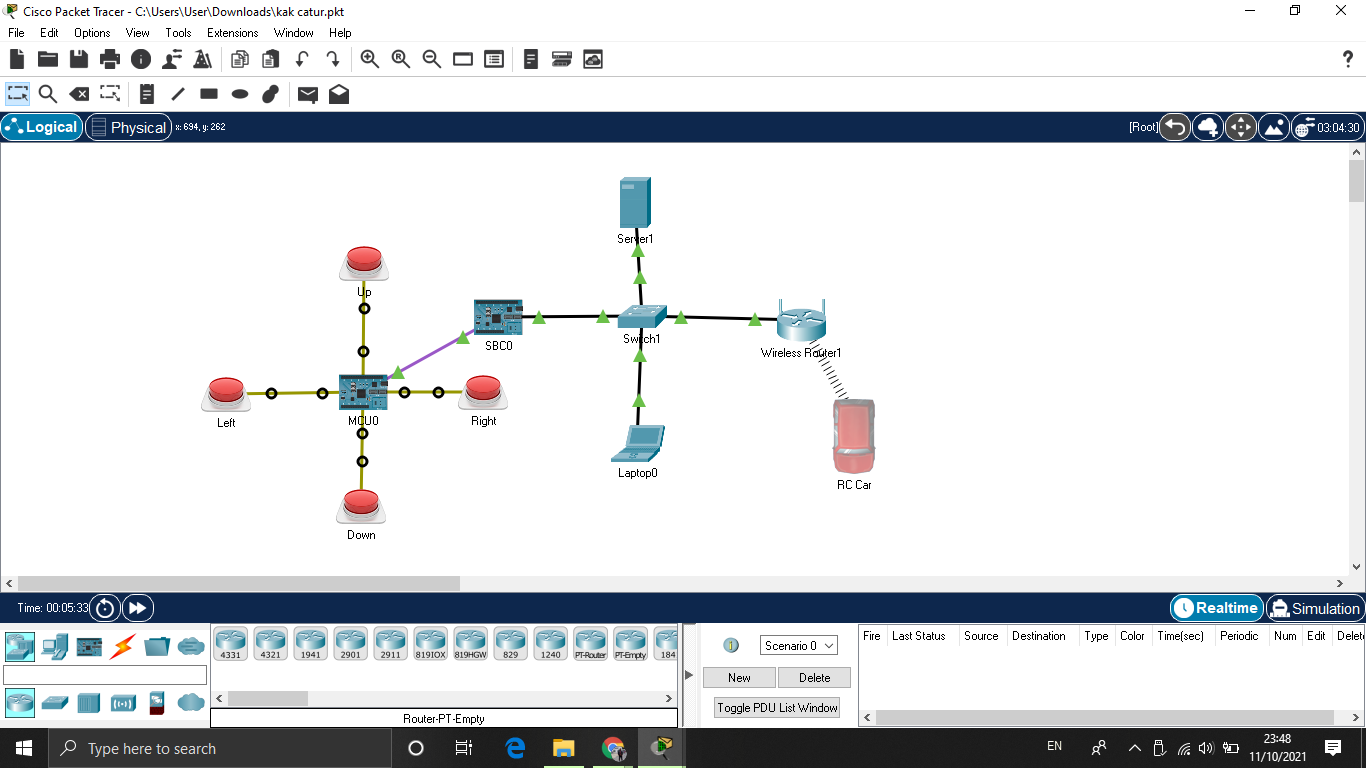 Cisco Packet Tracer - C:\Users\User\Downloads\kak catur.pkt
File Edit Options View Tools Extensions Window Help
?
Logical Physical x: 694, y: 262 [Root] 03:04:30
Server1
Up
SBC0
Switch1
Wireless Router1
Left
MCU0
Right
Laptop0
RC Car
Down
Time: 00:05:33 Realtime Simulation
4331 4321 1941 2901 2911 819IOX 819HGW 829 1240 PT-Router PT-Empty 184
Router-PT-Empty
Scenario 0
New Delete
Toggle PDU List Window
Fire Last Status Source Destination Type Color Time(sec) Periodic Num Edit Delet
Type here to search
EN
23:48
11/10/2021